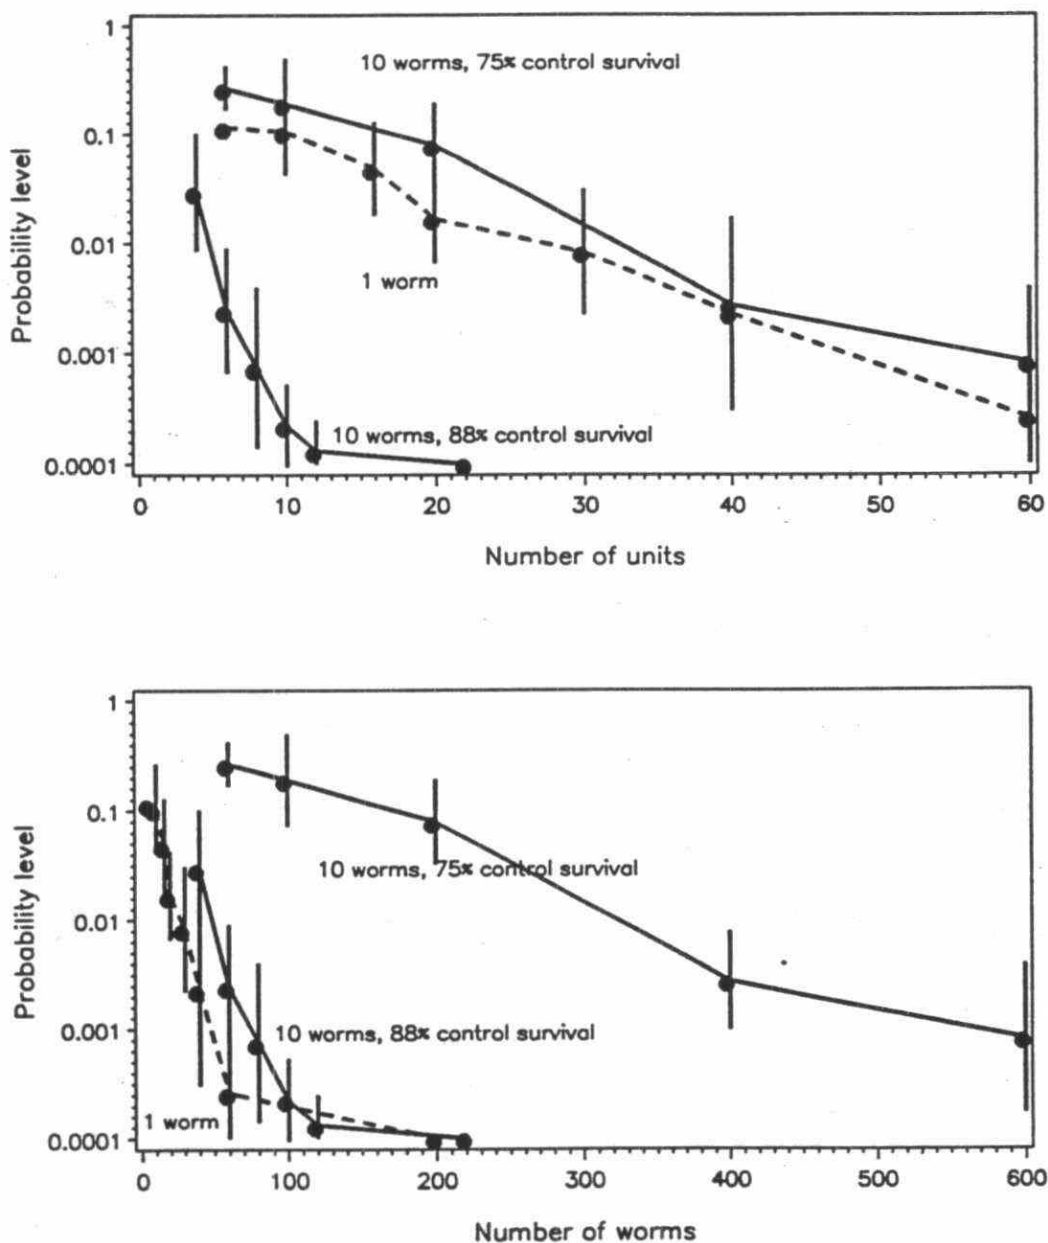 1
0.1
0.01
0.001
0.0001
Probability level
10 worms, 75% control survival
1 worm
10 worms, 88% control survival
0 10 20 30 40 50 60
Number of units
1
0.1
0.01
0.001
0.0001
Probability level
10 worms, 75% control survival
10 worms, 88% control survival
1 worm
0 100 200 300 400 500 600
Number of worms